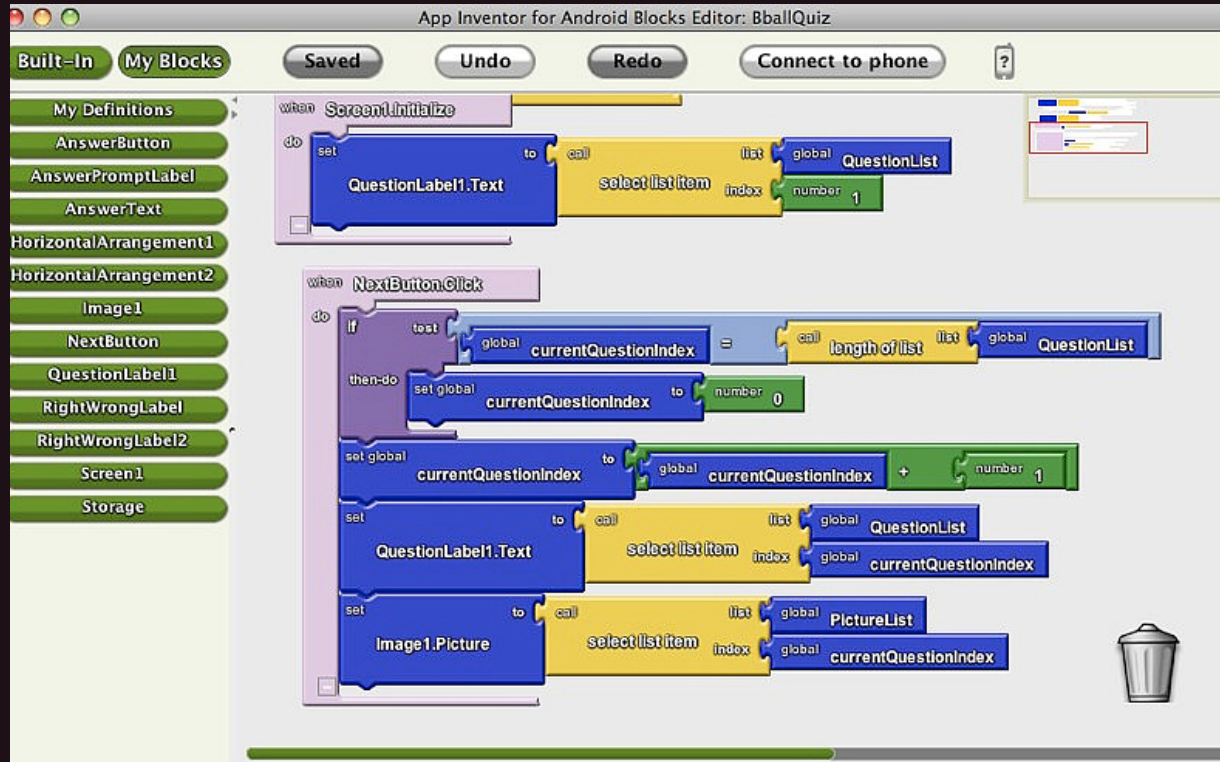 App Inventor for Android Blocks Editor: BballQuiz
Built-In My Blocks Saved Undo Redo Connect to phone ?
My Definitions
AnswerButton
AnswerPromptLabel
AnswerText
HorizontalArrangement1
HorizontalArrangement2
Image1
NextButton
QuestionLabel1
RightWrongLabel
RightWrongLabel2
Screen1
Storage
when Screen1.Initialize
do set to call list global QuestionList
QuestionLabel1.Text select list item index number 1
when NextButton.Click
do If test global currentQuestionIndex = call length of list list global QuestionList
then-do set global currentQuestionIndex to number 0
set global currentQuestionIndex to global currentQuestionIndex + number 1
set to call list global QuestionList
QuestionLabel1.Text select list item index global currentQuestionIndex
set to call list global PictureList
Image1.Picture select list item index global currentQuestionIndex